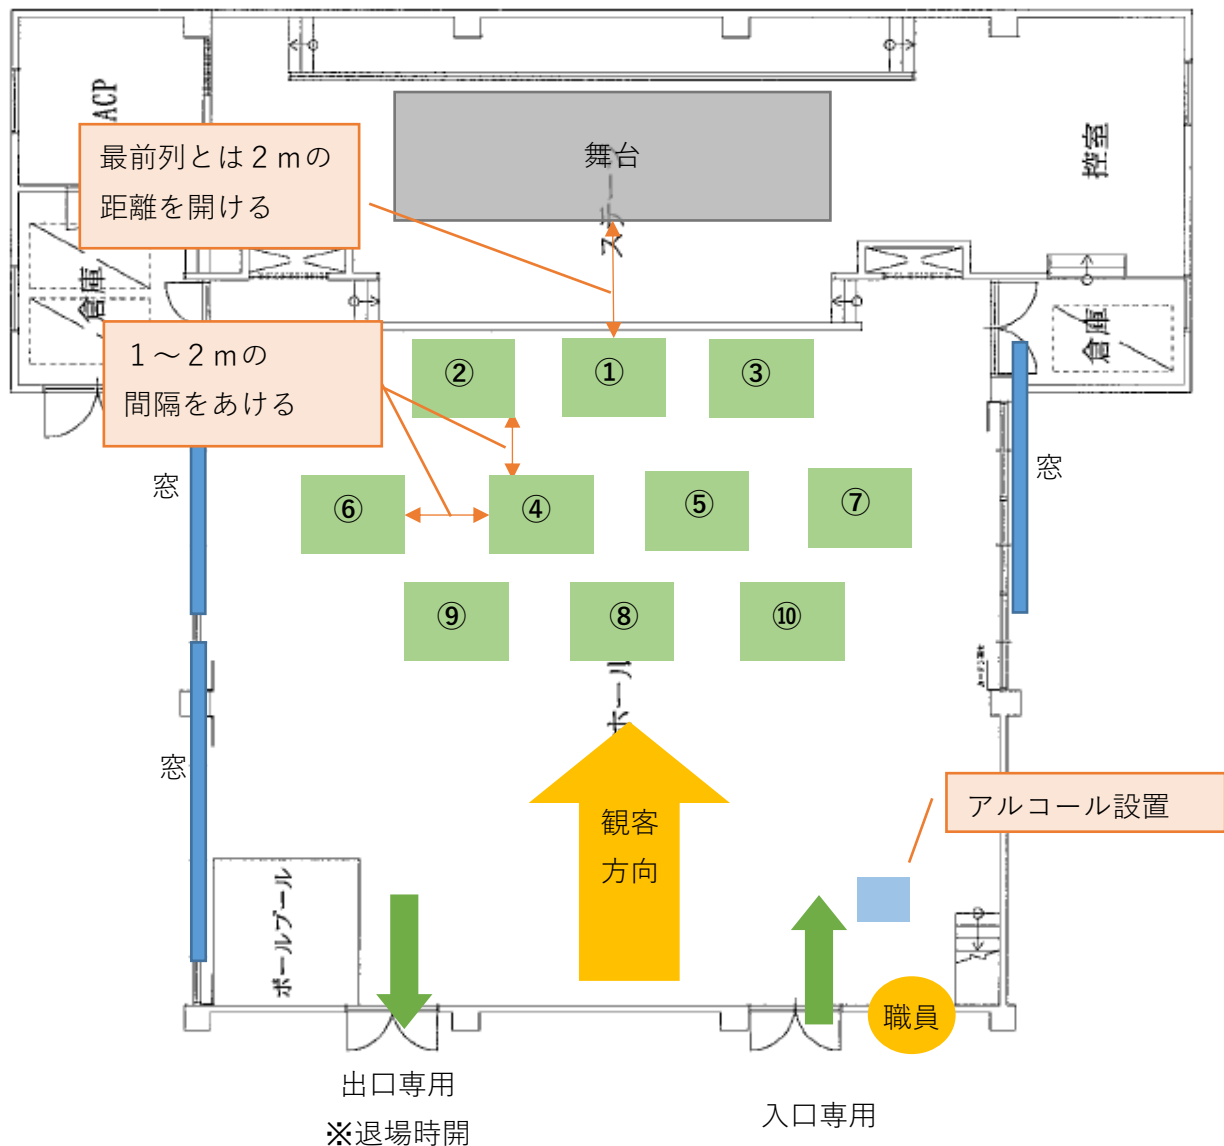 ACP
舞台
ステージ
控室
最前列とは２ｍの
距離を開ける
倉庫
倉庫
１～２ｍの
間隔をあける
②
①
③
窓
窓
⑥
④
⑤
⑦
⑨
⑧
⑩
ホール
窓
観客
方向
アルコール設置
ボールプール
職員
出口専用
※退場時開
入口専用